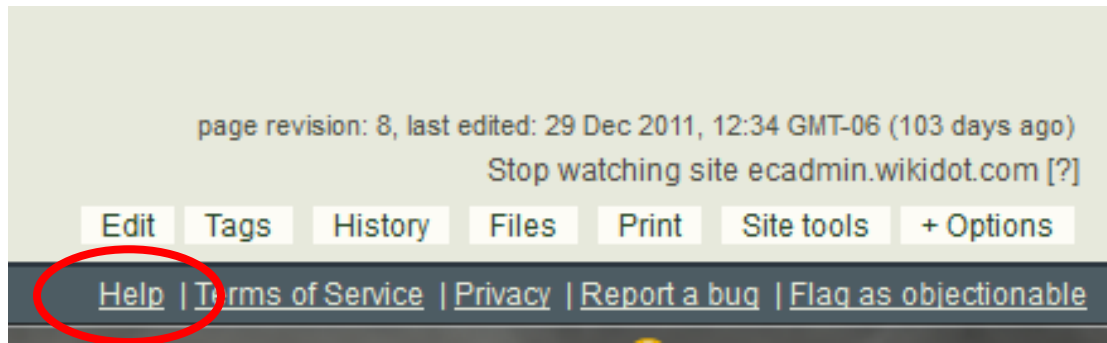 page revision: 8, last edited: 29 Dec 2011, 12:34 GMT-06 (103 days ago)
Stop watching site ecadmin.wikidot.com [?]
Edit Tags History Files Print Site tools + Options
Help | Terms of Service | Privacy | Report a bug | Flag as objectionable